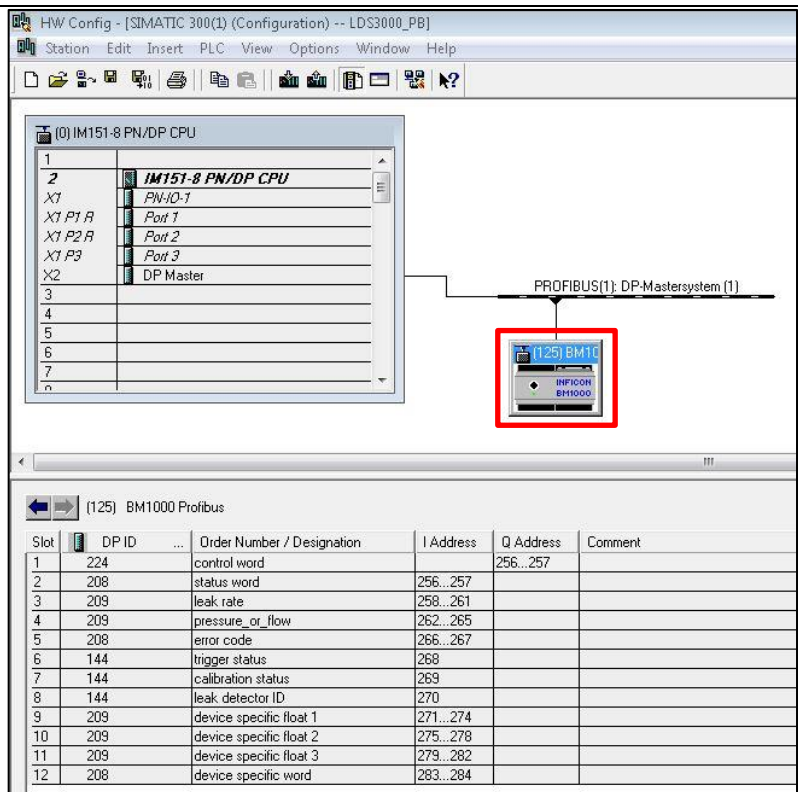 HW Config - [SIMATIC 300(1) (Configuration) -- LDS3000_PB]
Station Edit Insert PLC View Options Window Help
(0) IM151-8 PN/DP CPU
1
2 IM151-8 PN/DP CPU
X1 PN-IO-1
X1 P1 R Port 1
X1 P2 R Port 2
X1 P3 Port 3
X2 DP Master
3
4
5
6
7
PROFIBUS(1): DP-Mastersystem (1)
(125) BM10
INFICON
BM1000
(125) BM1000 Profibus
Slot DP ID ... Order Number / Designation I Address Q Address Comment
1 224 control word 256...257
2 208 status word 256...257
3 209 leak rate 258...261
4 209 pressure_or_flow 262...265
5 208 error code 266...267
6 144 trigger status 268
7 144 calibration status 269
8 144 leak detector ID 270
9 209 device specific float 1 271...274
10 209 device specific float 2 275...278
11 209 device specific float 3 279...282
12 208 device specific word 283...284